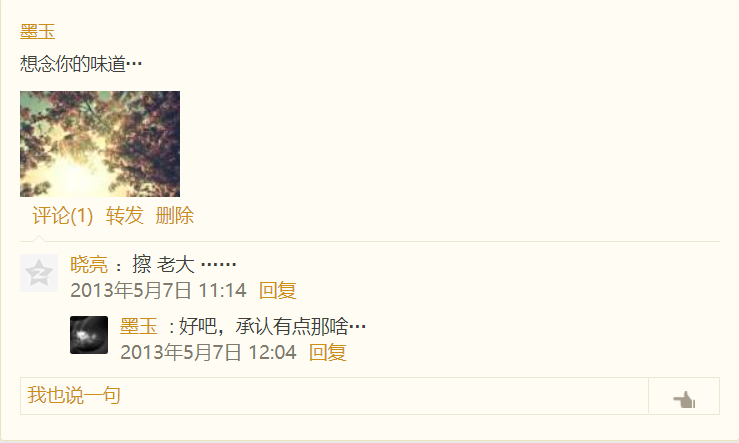 墨玉
想念你的味道…
评论(1) 转发 删除
晓亮 : 擦 老大 ……
2013年5月7日 11:14 回复
墨玉 : 好吧，承认有点那啥…
2013年5月7日 12:04 回复
我也说一句